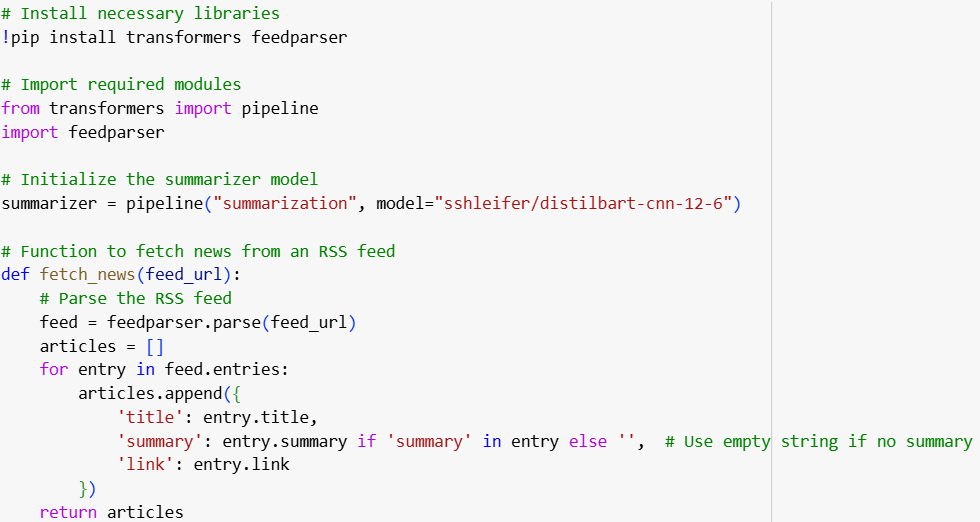 # Install necessary libraries
!pip install transformers feedparser
# Import required modules
from transformers import pipeline
import feedparser
# Initialize the summarizer model
summarizer = pipeline("summarization", model="sshleifer/distilbart-cnn-12-6")
# Function to fetch news from an RSS feed
def fetch_news(feed_url):
    # Parse the RSS feed
    feed = feedparser.parse(feed_url)
    articles = []
    for entry in feed.entries:
        articles.append({
            'title': entry.title,
            'summary': entry.summary if 'summary' in entry else '',  # Use empty string if no summary
            'link': entry.link
        })
    return articles